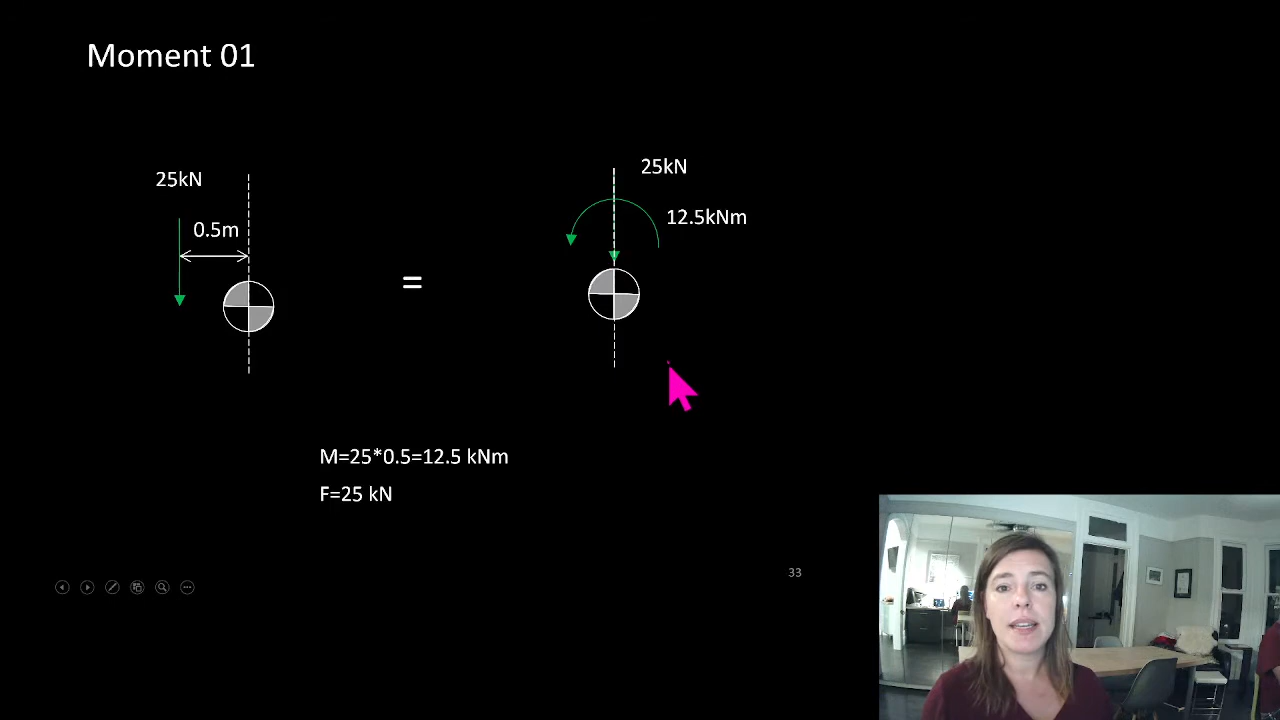 Moment 01
25kN
0.5m
=
25kN
12.5kNm
M=25*0.5=12.5 kNm
F=25 kN
33